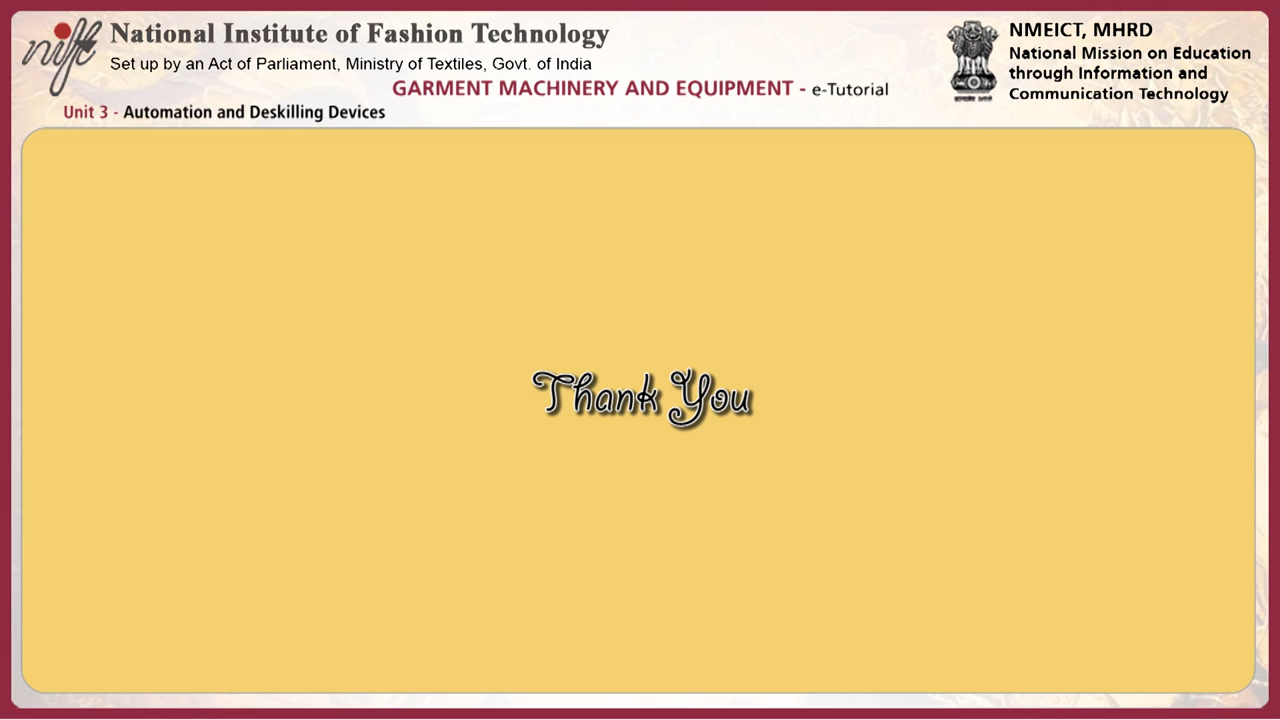 nift
National Institute of Fashion Technology
Set up by an Act of Parliament, Ministry of Textiles, Govt. of India
GARMENT MACHINERY AND EQUIPMENT - e-Tutorial
Unit 3 - Automation and Deskilling Devices
NMEICT, MHRD
National Mission on Education
through Information and
Communication Technology
Thank You